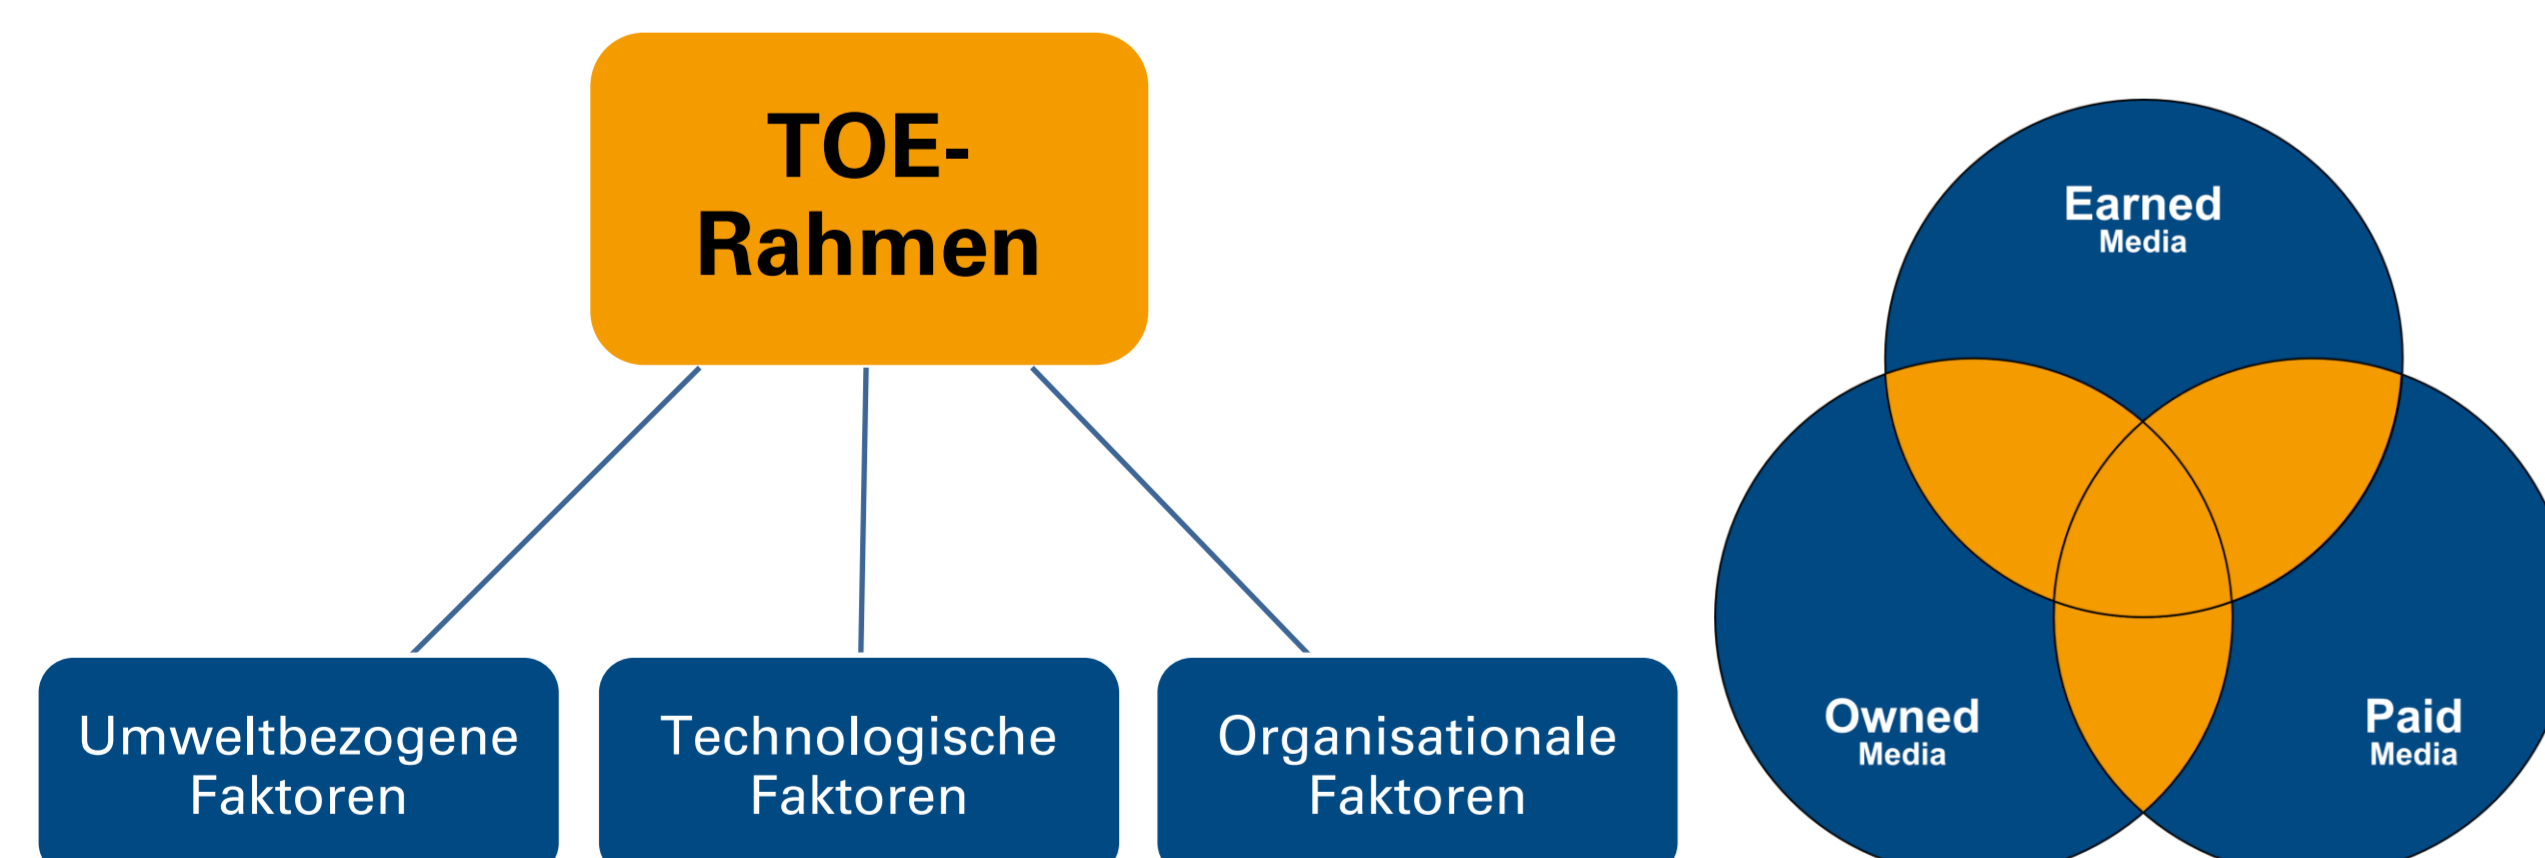 TOE-
Rahmen
Umweltbezogene
Faktoren
Technologische
Faktoren
Organisationale
Faktoren
Earned
Media
Owned
Media
Paid
Media